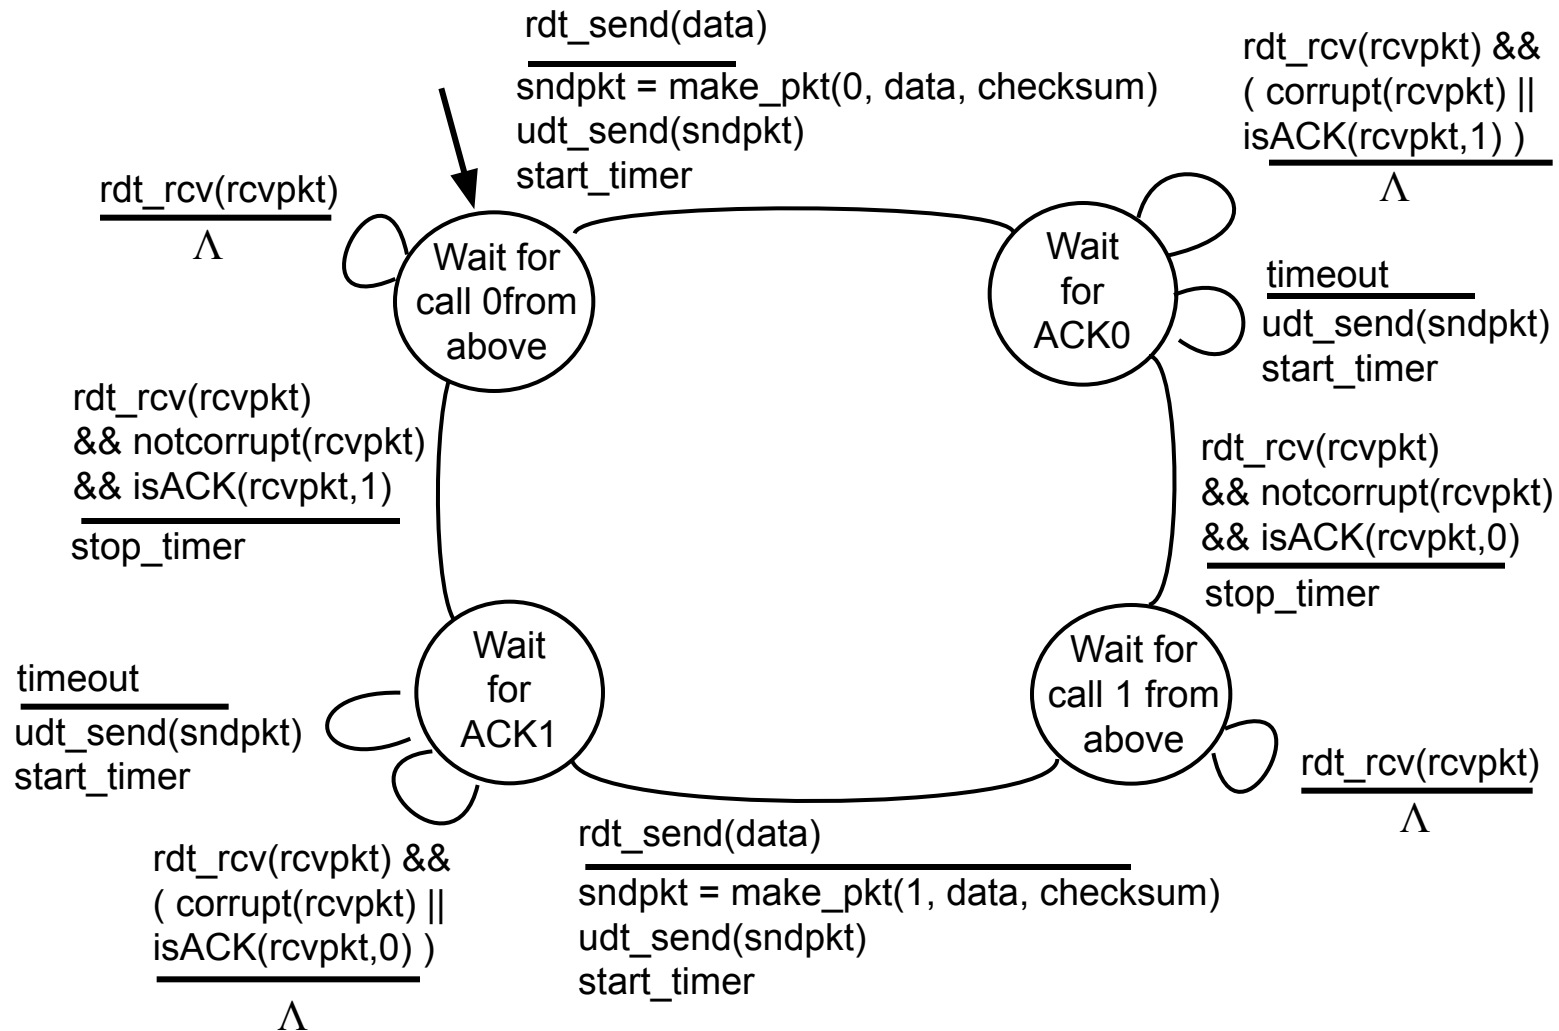 rdt_send(data)
sndpkt = make_pkt(0, data, checksum)
udt_send(sndpkt)
start_timer
rdt_rcv(rcvpkt) &&
( corrupt(rcvpkt) ||
isACK(rcvpkt,1) )
Λ
rdt_rcv(rcvpkt)
Λ
Wait for
call 0from
above
Wait
for
ACK0
timeout
udt_send(sndpkt)
start_timer
rdt_rcv(rcvpkt)
&& notcorrupt(rcvpkt)
&& isACK(rcvpkt,1)
stop_timer
rdt_rcv(rcvpkt)
&& notcorrupt(rcvpkt)
&& isACK(rcvpkt,0)
stop_timer
timeout
udt_send(sndpkt)
start_timer
Wait
for
ACK1
Wait for
call 1 from
above
rdt_rcv(rcvpkt)
Λ
rdt_rcv(rcvpkt) &&
( corrupt(rcvpkt) ||
isACK(rcvpkt,0) )
Λ
rdt_send(data)
sndpkt = make_pkt(1, data, checksum)
udt_send(sndpkt)
start_timer